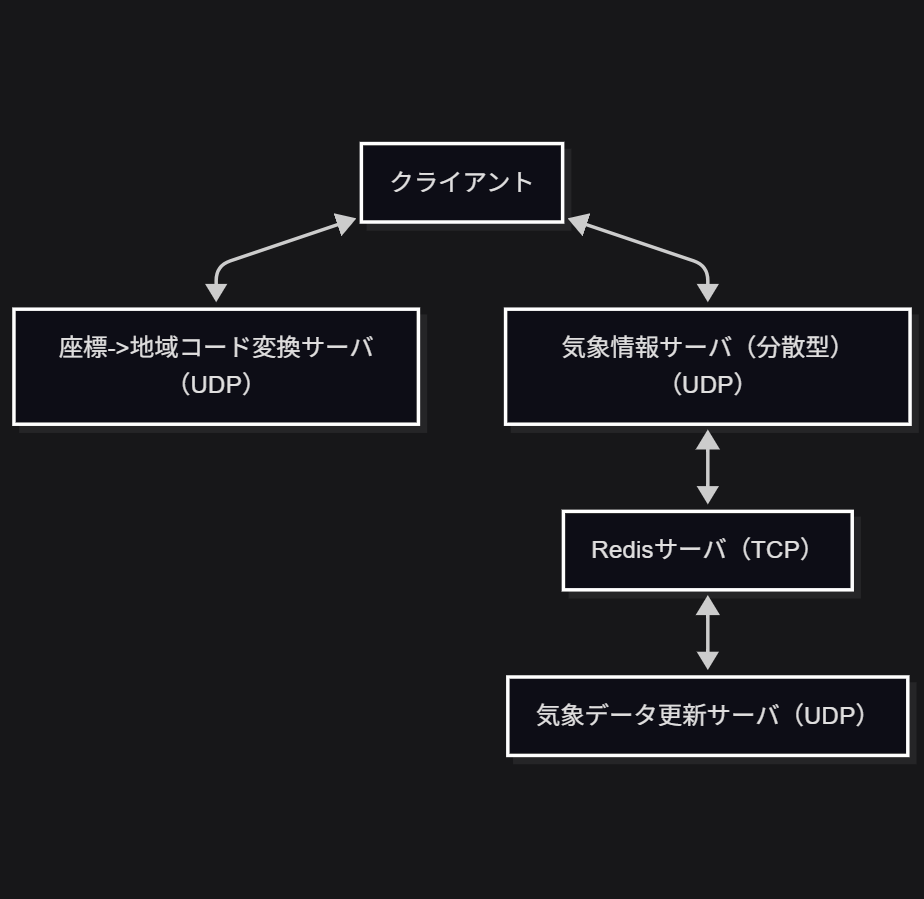 クライアント
座標->地域コード変換サーバ
（UDP）
気象情報サーバ（分散型）
（UDP）
Redisサーバ（TCP）
気象データ更新サーバ（UDP）